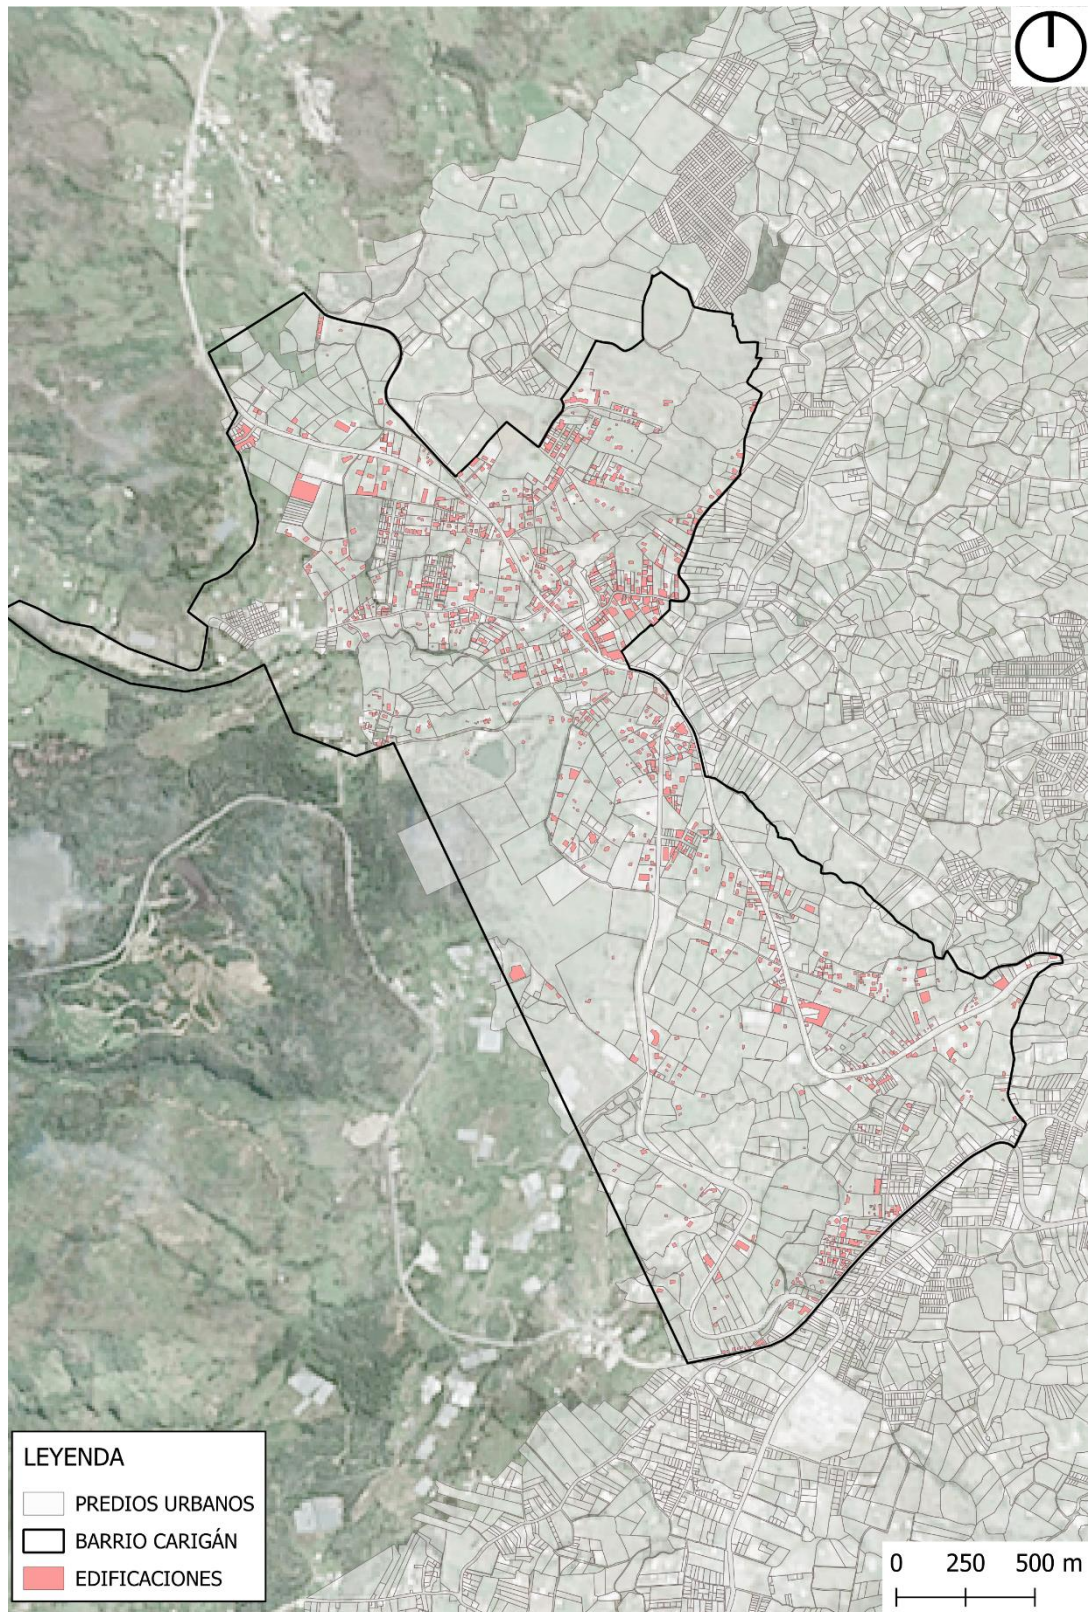 LEYENDA
PREDIOS URBANOS
BARRIO CARIGÁN
EDIFICACIONES
0 250 500 m